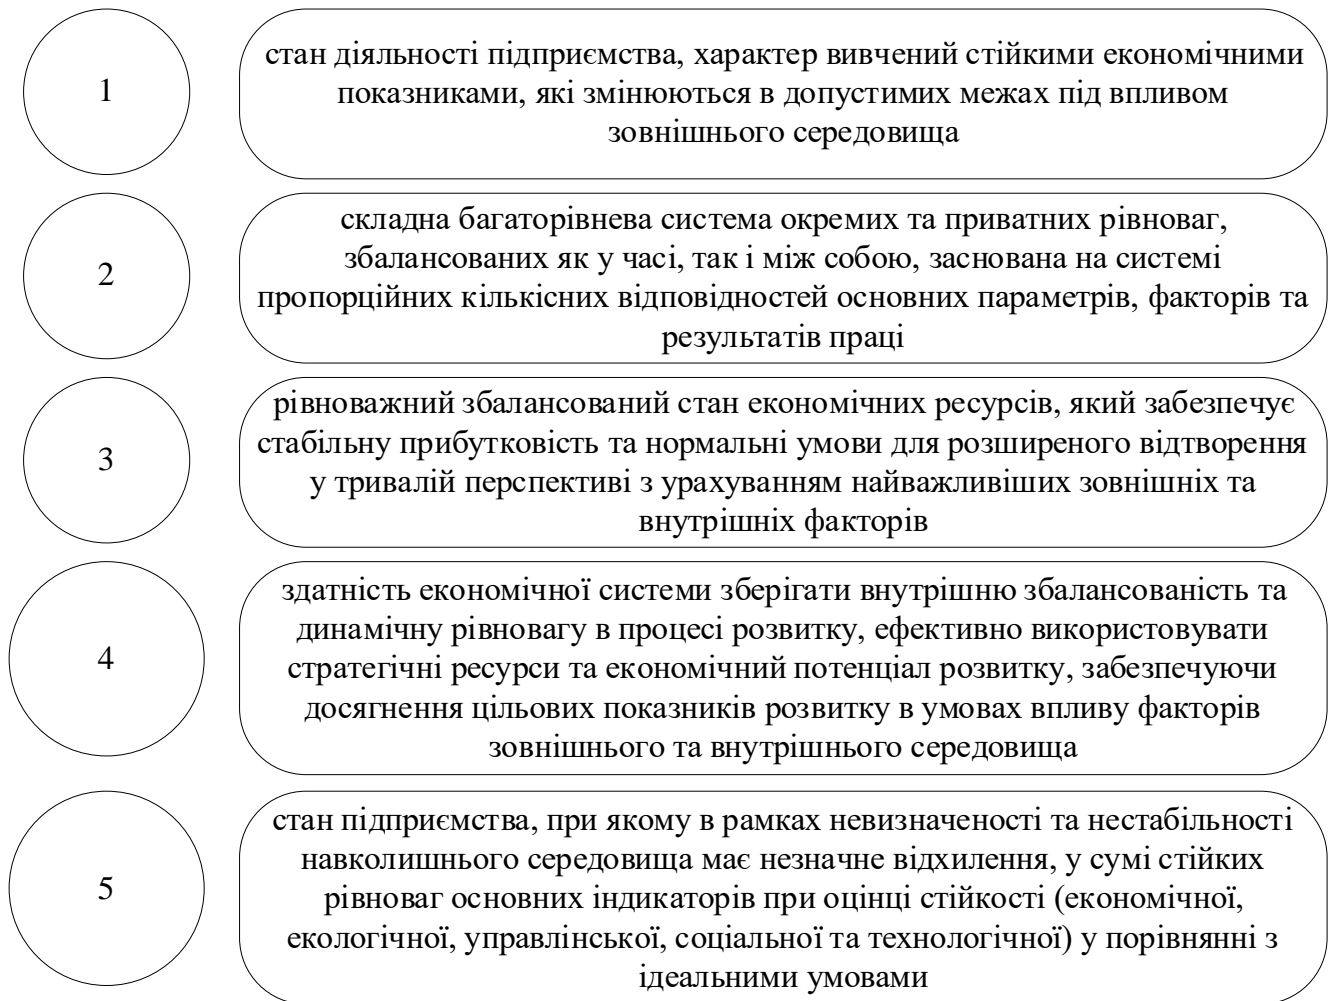 1
стан діяльності підприємства, характер вивчений стійкими економічними
показниками, які змінюються в допустимих межах під впливом
зовнішнього середовища
2
складна багаторівнева система окремих та приватних рівноваг,
збалансованих як у часі, так і між собою, заснована на системі
пропорційних кількісних відповідностей основних параметрів, факторів та
результатів праці
3
рівноважний збалансований стан економічних ресурсів, який забезпечує
стабільну прибутковість та нормальні умови для розширеного відтворення
у тривалій перспективі з урахуванням найважливіших зовнішніх та
внутрішніх факторів
4
здатність економічної системи зберігати внутрішню збалансованість та
динамічну рівновагу в процесі розвитку, ефективно використовувати
стратегічні ресурси та економічний потенціал розвитку, забезпечуючи
досягнення цільових показників розвитку в умовах впливу факторів
зовнішнього та внутрішнього середовища
5
стан підприємства, при якому в рамках невизначеності та нестабільності
навколишнього середовища має незначне відхилення, у сумі стійких
рівноваг основних індикаторів при оцінці стійкості (економічної,
екологічної, управлінської, соціальної та технологічної) у порівнянні з
ідеальними умовами